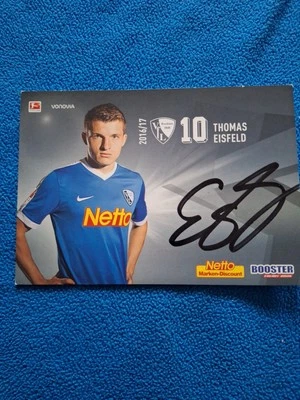 VONOVIA
2016/17
10
THOMAS
EISFELD
Netto
Netto
Marken-Discount
BOOSTER